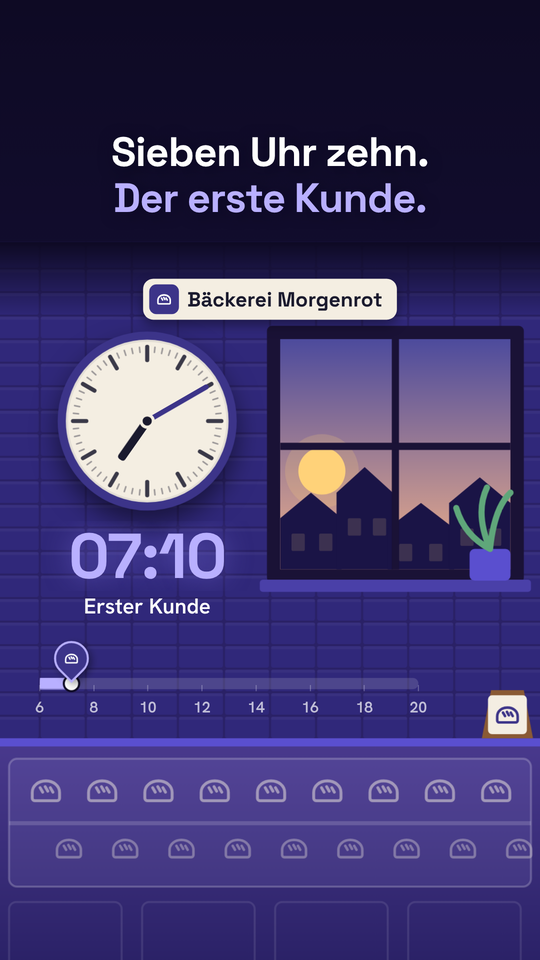 Sieben Uhr zehn.
Der erste Kunde.
Bäckerei Morgenrot
07:10
Erster Kunde
6 8 10 12 14 16 18 20